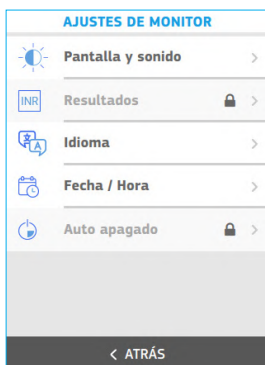 AJUSTES DE MONITOR
Pantalla y sonido
INR Resultados
Idioma
Fecha / Hora
Auto apagado
< ATRÁS